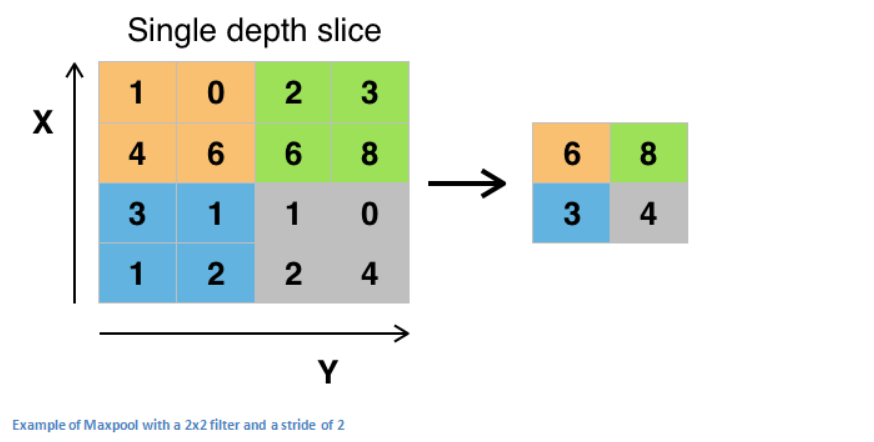 Single depth slice
X
1 0 2 3
4 6 6 8
3 1 1 0
1 2 2 4
6 8
3 4
Y
Example of Maxpool with a 2x2 filter and a stride of 2